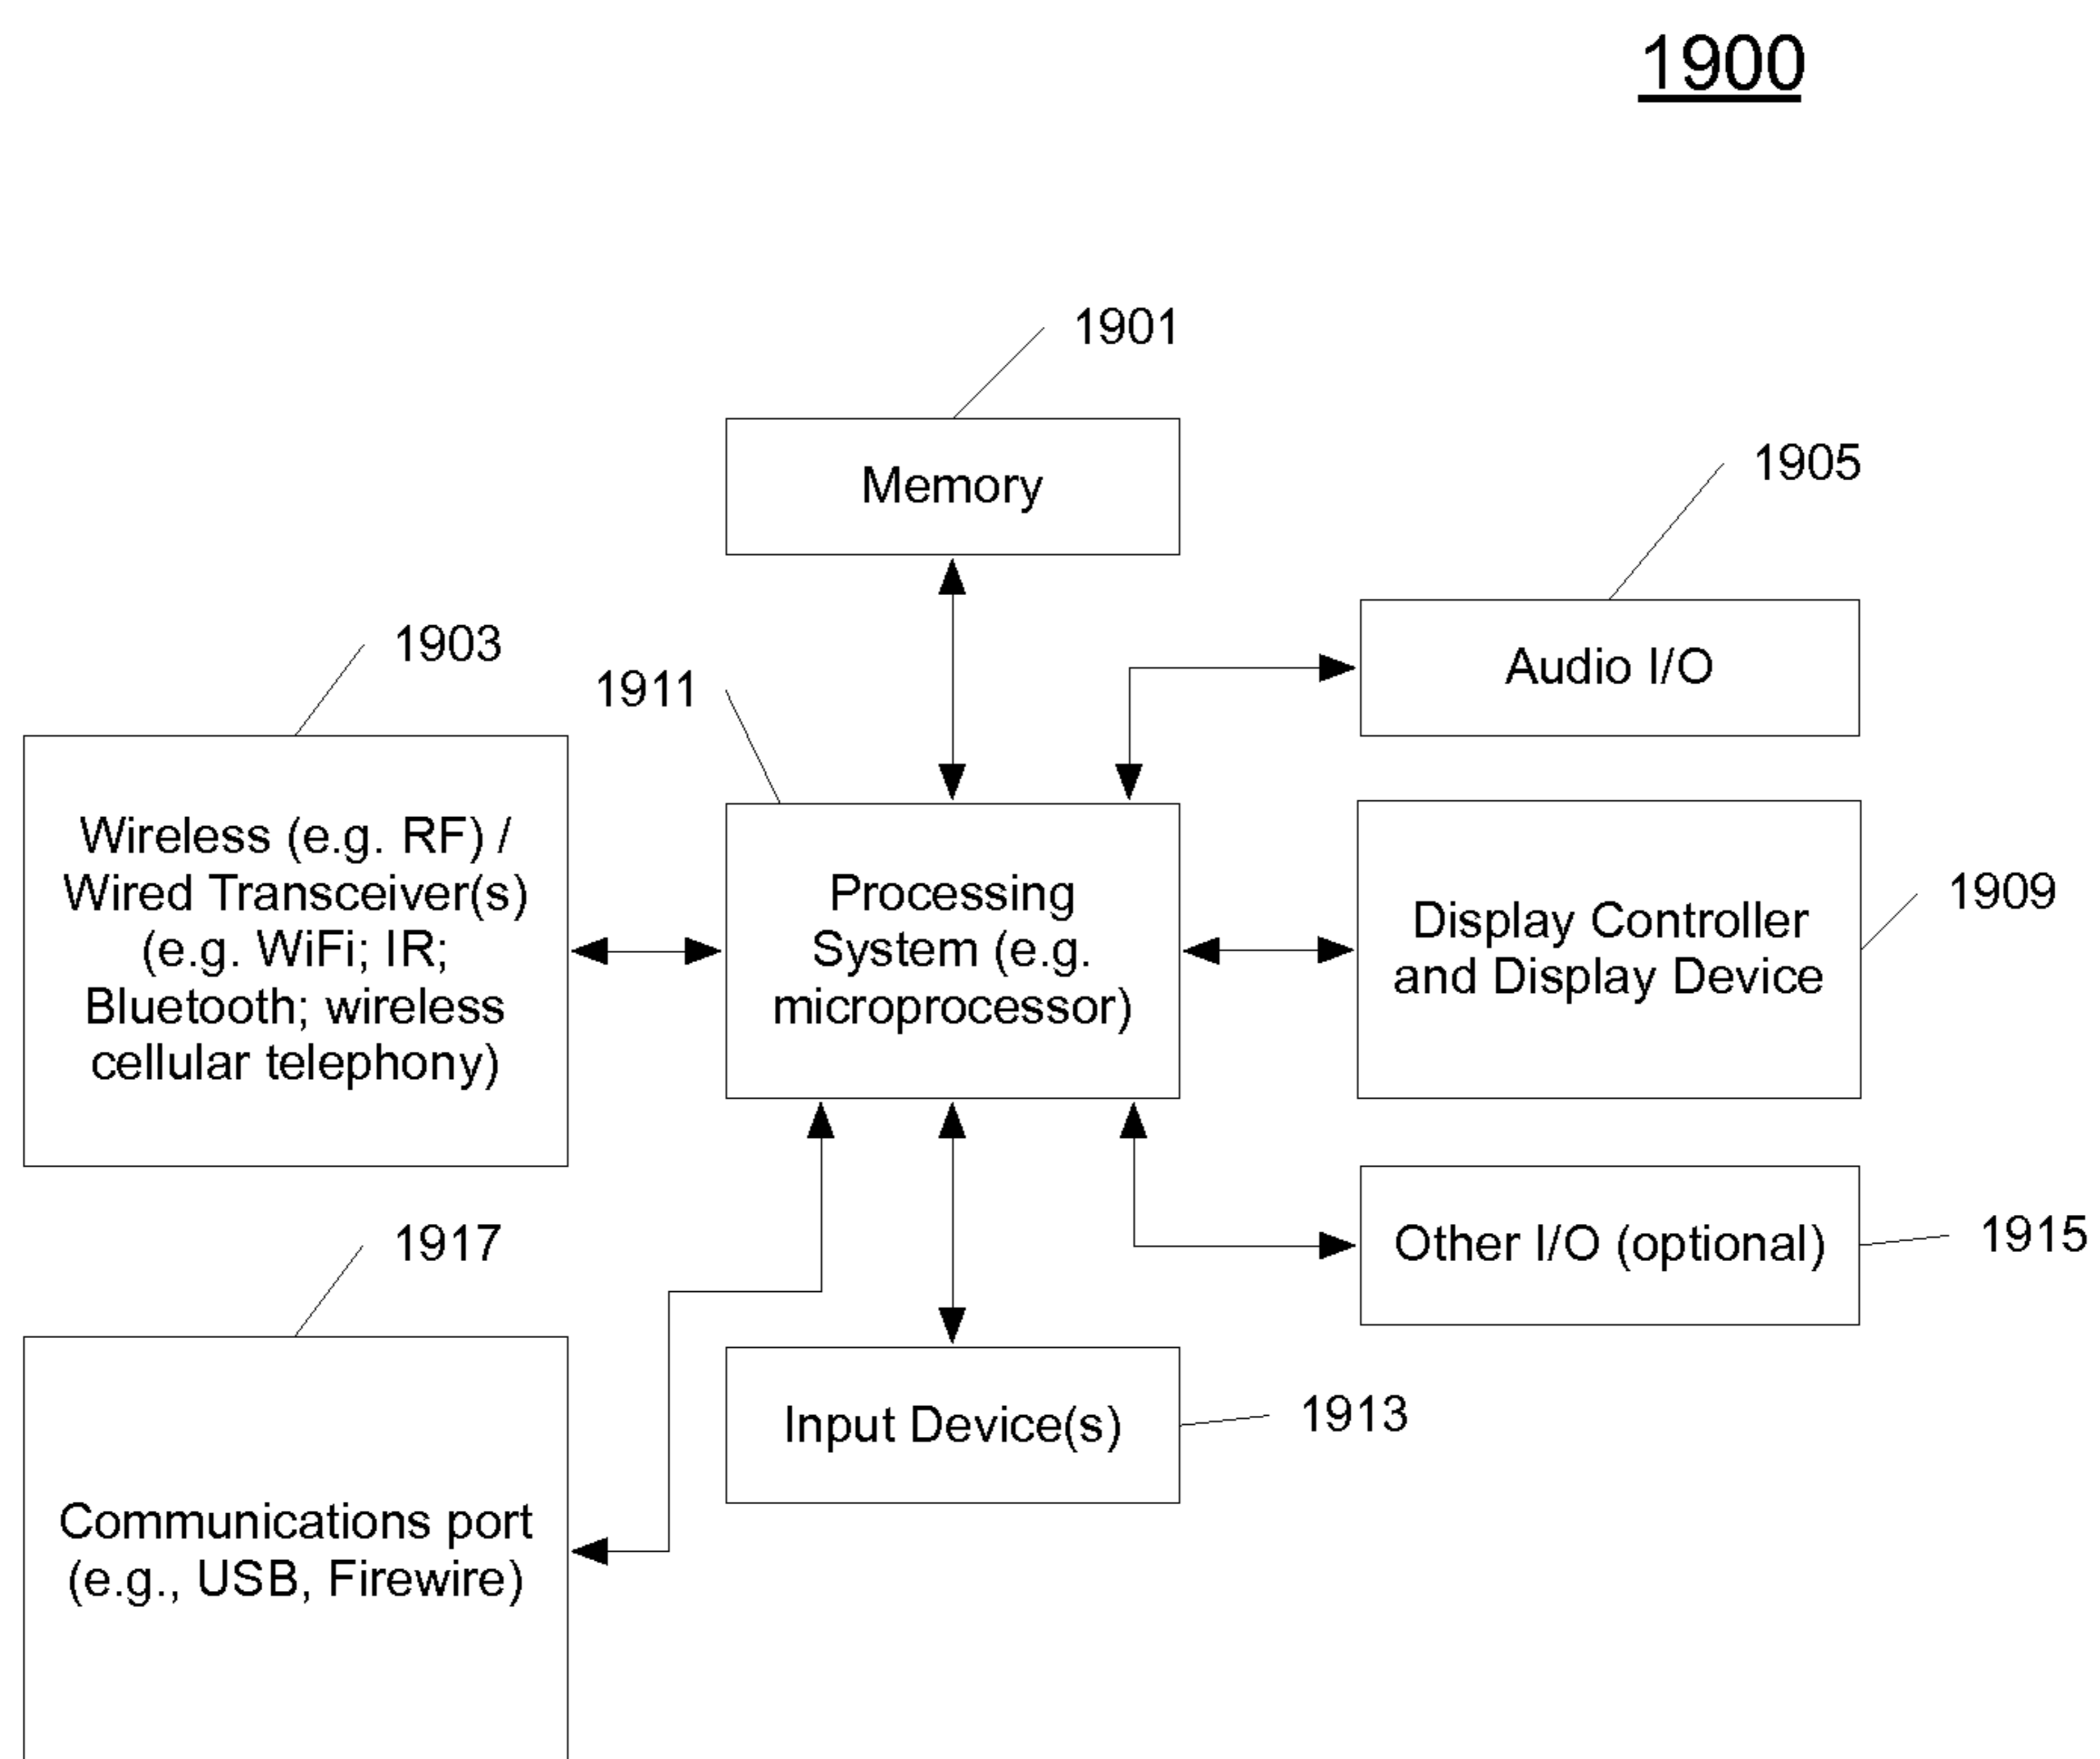 1900
1901
Memory
1905
Audio I/O
1903
1911
Wireless (e.g. RF) /
Wired Transceiver(s)
(e.g. WiFi; IR;
Bluetooth; wireless
cellular telephony)
Processing
System (e.g.
microprocessor)
1909
Display Controller
and Display Device
1917
1915
Other I/O (optional)
1913
Input Device(s)
Communications port
(e.g., USB, Firewire)